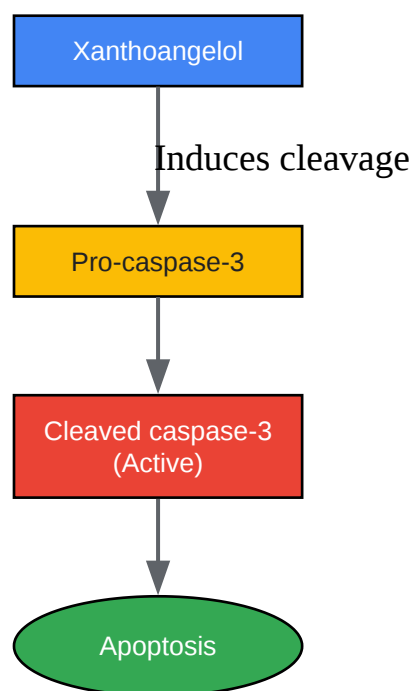 Xanthoangelol
Induces cleavage
Pro-caspase-3
Cleaved caspase-3
(Active)
Apoptosis